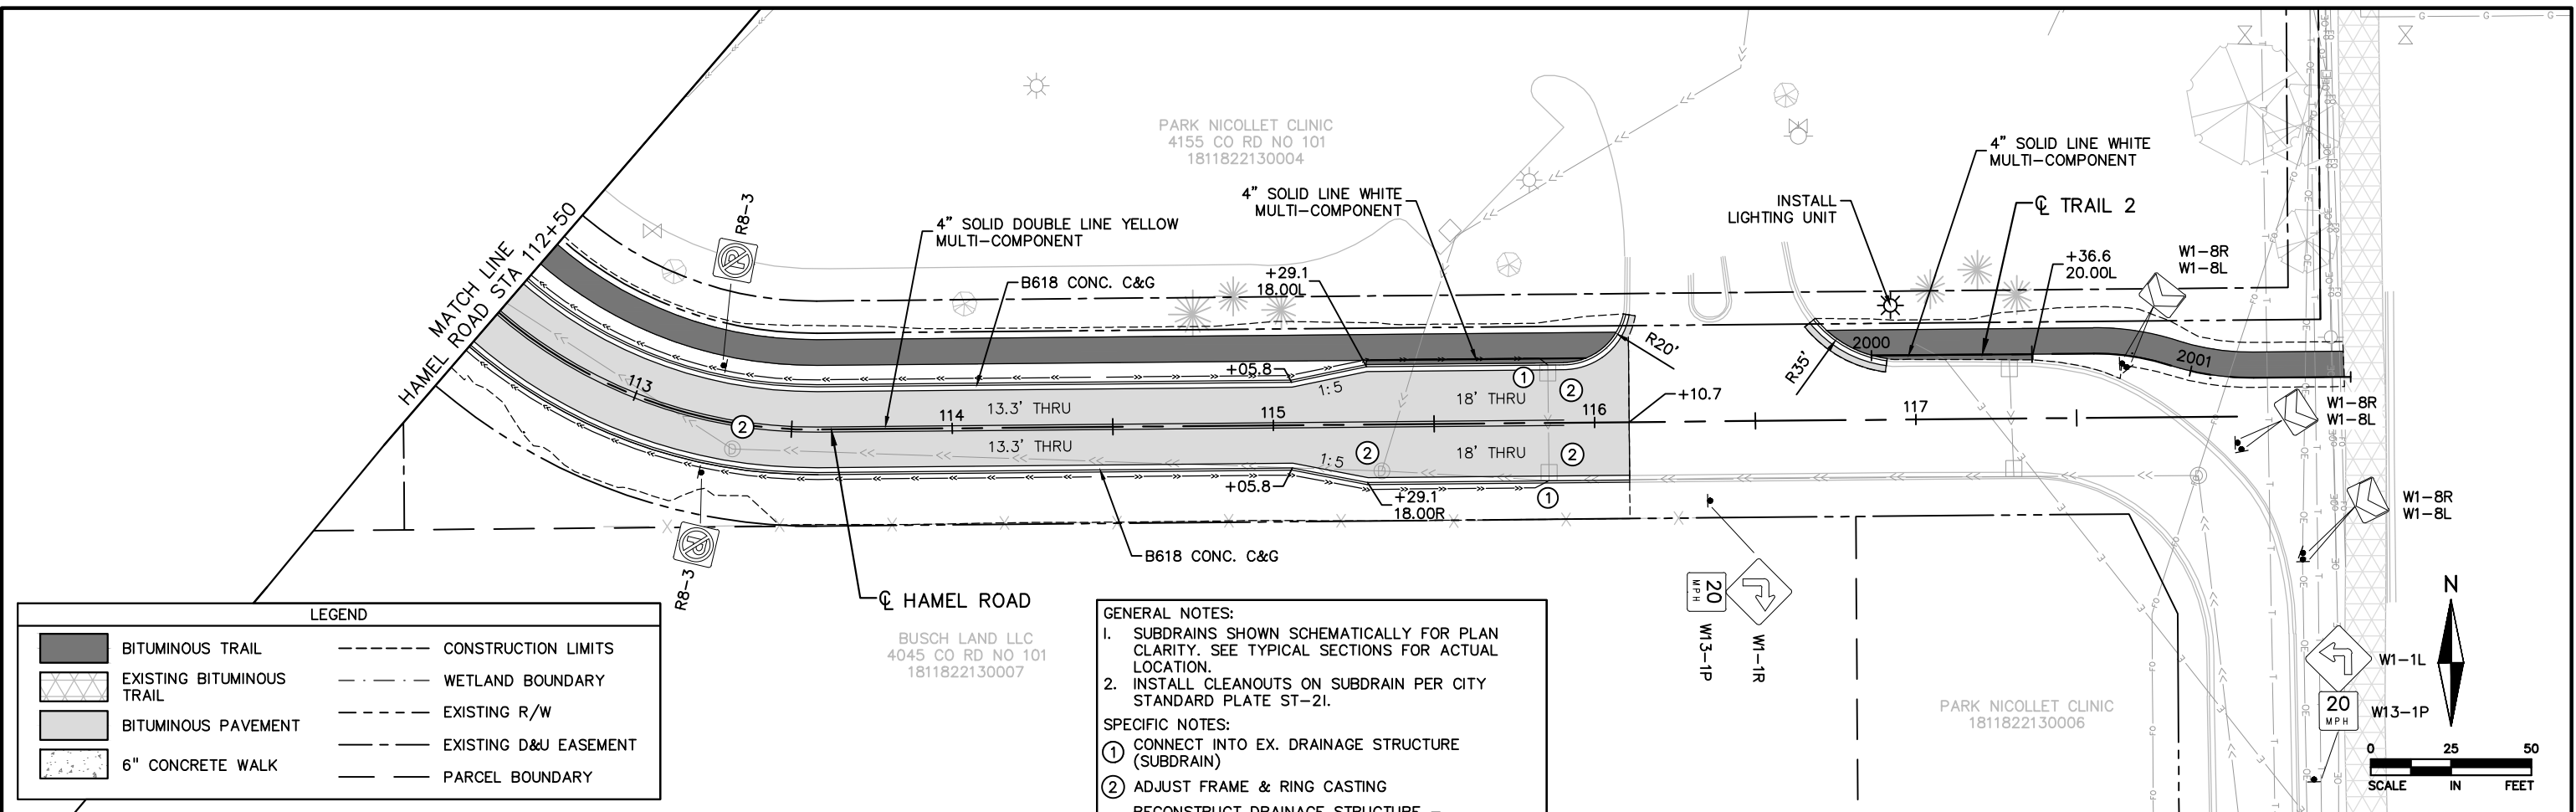 PARK NICOLLET CLINIC
4155 CO RD NO 101
1811822130004
MATCH LINE
HAMEL ROAD STA 112+50
R8-3
4" SOLID DOUBLE LINE YELLOW
MULTI-COMPONENT
B618 CONC. C&G
4" SOLID LINE WHITE
MULTI-COMPONENT
+29.1
18.00L
INSTALL
LIGHTING UNIT
4" SOLID LINE WHITE
MULTI-COMPONENT
℄ TRAIL 2
+36.6
20.00L
W1-8R
W1-8L
R20'
R35'
2000
2001
+05.8
1:5
1
2
113
2
114
13.3' THRU
115
18' THRU
116
+10.7
117
W1-8R
W1-8L
13.3' THRU
1:5
2
18' THRU
2
+05.8
+29.1
18.00R
1
W1-8R
W1-8L
R8-3
B618 CONC. C&G
℄ HAMEL ROAD
BUSCH LAND LLC
4045 CO RD NO 101
1811822130007
20
MPH
W13-1P
W1-1R
PARK NICOLLET CLINIC
1811822130006
W1-1L
20
MPH
W13-1P
N
0 25 50
SCALE IN FEET
LEGEND
BITUMINOUS TRAIL
EXISTING BITUMINOUS
TRAIL
BITUMINOUS PAVEMENT
6" CONCRETE WALK
CONSTRUCTION LIMITS
WETLAND BOUNDARY
EXISTING R/W
EXISTING D&U EASEMENT
PARCEL BOUNDARY
GENERAL NOTES:
1. SUBDRAINS SHOWN SCHEMATICALLY FOR PLAN
CLARITY. SEE TYPICAL SECTIONS FOR ACTUAL
LOCATION.
2. INSTALL CLEANOUTS ON SUBDRAIN PER CITY
STANDARD PLATE ST-21.
SPECIFIC NOTES:
1 CONNECT INTO EX. DRAINAGE STRUCTURE
(SUBDRAIN)
2 ADJUST FRAME & RING CASTING
RECONSTRUCT DRAINAGE STRUCTURE –